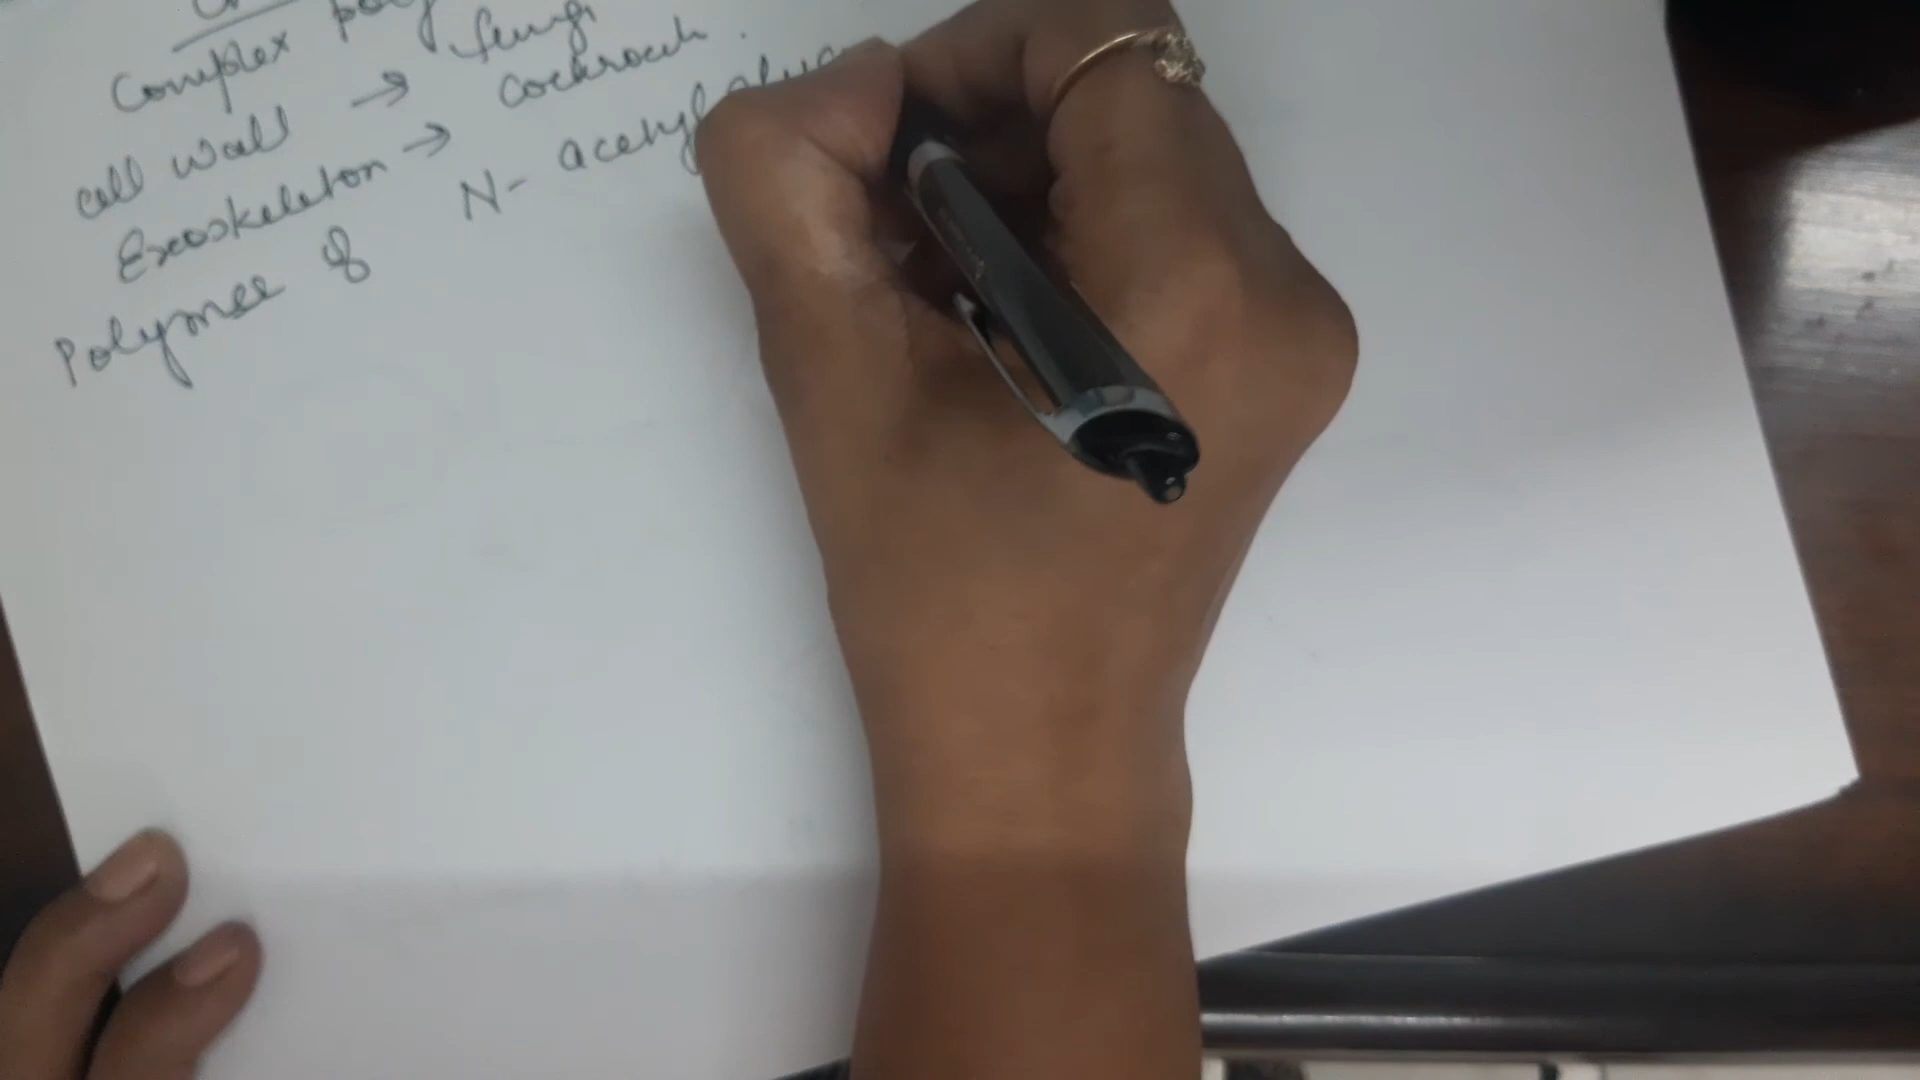 Complex
cell wall → fungi
Exoskeleton → cockroach.
Polymer of N- acetyl